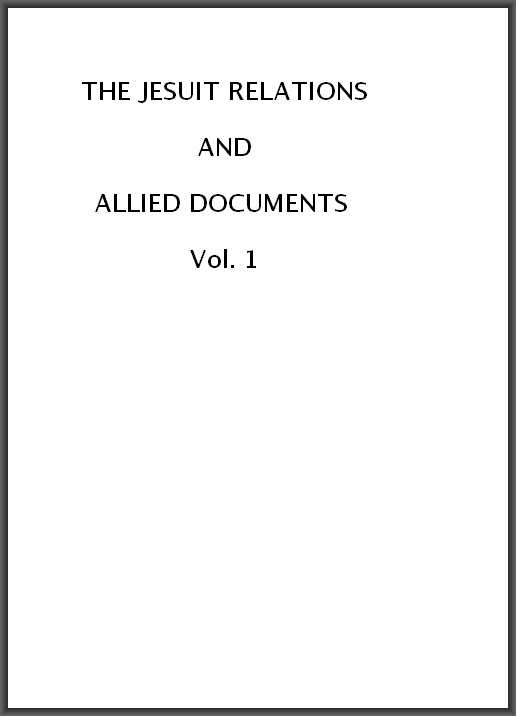 THE JESUIT RELATIONS
AND
ALLIED DOCUMENTS
Vol. 1